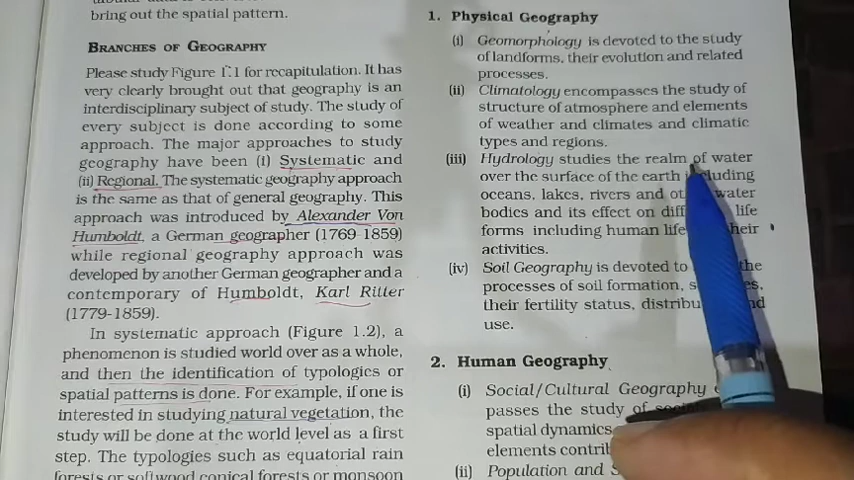 bring out the spatial pattern.
BRANCHES OF GEOGRAPHY
Please study Figure 1.1 for recapitulation. It has
very clearly brought out that geography is an
interdisciplinary subject of study. The study of
every subject is done according to some
approach. The major approaches to study
geography have been (i) Systematic and
(ii) Regional. The systematic geography approach
is the same as that of general geography. This
approach was introduced by Alexander Von
Humboldt, a German geographer (1769-1859)
while regional geography approach was
developed by another German geographer and a
contemporary of Humboldt, Karl Ritter
(1779-1859).
In systematic approach (Figure 1.2), a
phenomenon is studied world over as a whole,
and then the identification of typologies or
spatial patterns is done. For example, if one is
interested in studying natural vegetation, the
study will be done at the world level as a first
step. The typologies such as equatorial rain
forests or softwood conical forests or monsoon
1. Physical Geography
(i) Geomorphology is devoted to the study
of landforms, their evolution and related
processes.
(ii) Climatology encompasses the study of
structure of atmosphere and elements
of weather and climates and climatic
types and regions.
(iii) Hydrology studies the realm of water
over the surface of the earth including
oceans, lakes, rivers and water
bodies and its effect on life
forms including human life
activities.
(iv) Soil Geography is devoted to the
processes of soil formation,
their fertility status,
use.
2. Human Geography
(i) Social/Cultural Geography
passes the study of
spatial dynamics
elements
(ii) Population and